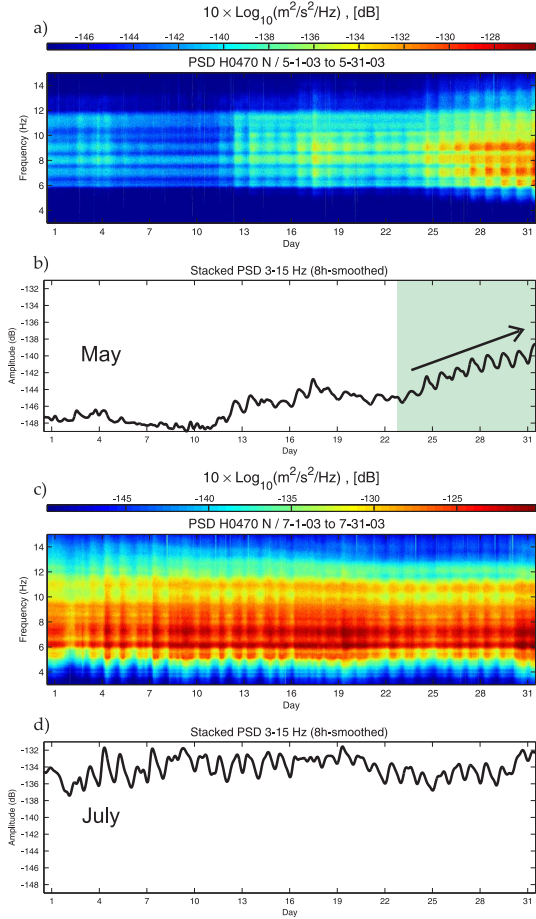 10 × Log10(m²/s²/Hz) , [dB]
-146 -144 -142 -140 -138 -136 -134 -132 -130 -128
a)
PSD H0470 N / 5-1-03 to 5-31-03
Frequency (Hz)
14
12
10
8
6
4
1 4 7 10 13 16 19 22 25 28 31
Day
b)
Stacked PSD 3-15 Hz (8h-smoothed)
Amplitude (dB)
-132
-134
-136
-138
-140
-142
-144
-146
-148
May
1 4 7 10 13 16 19 22 25 28 31
Day
10 × Log10(m²/s²/Hz) , [dB]
c)
-145 -140 -135 -130 -125
PSD H0470 N / 7-1-03 to 7-31-03
Frequency (Hz)
14
12
10
8
6
4
1 4 7 10 13 16 19 22 25 28 31
Day
d)
Stacked PSD 3-15 Hz (8h-smoothed)
Amplitude (dB)
-132
-134
-136
-138
-140
-142
-144
-146
-148
July
1 4 7 10 13 16 19 22 25 28 31
Day